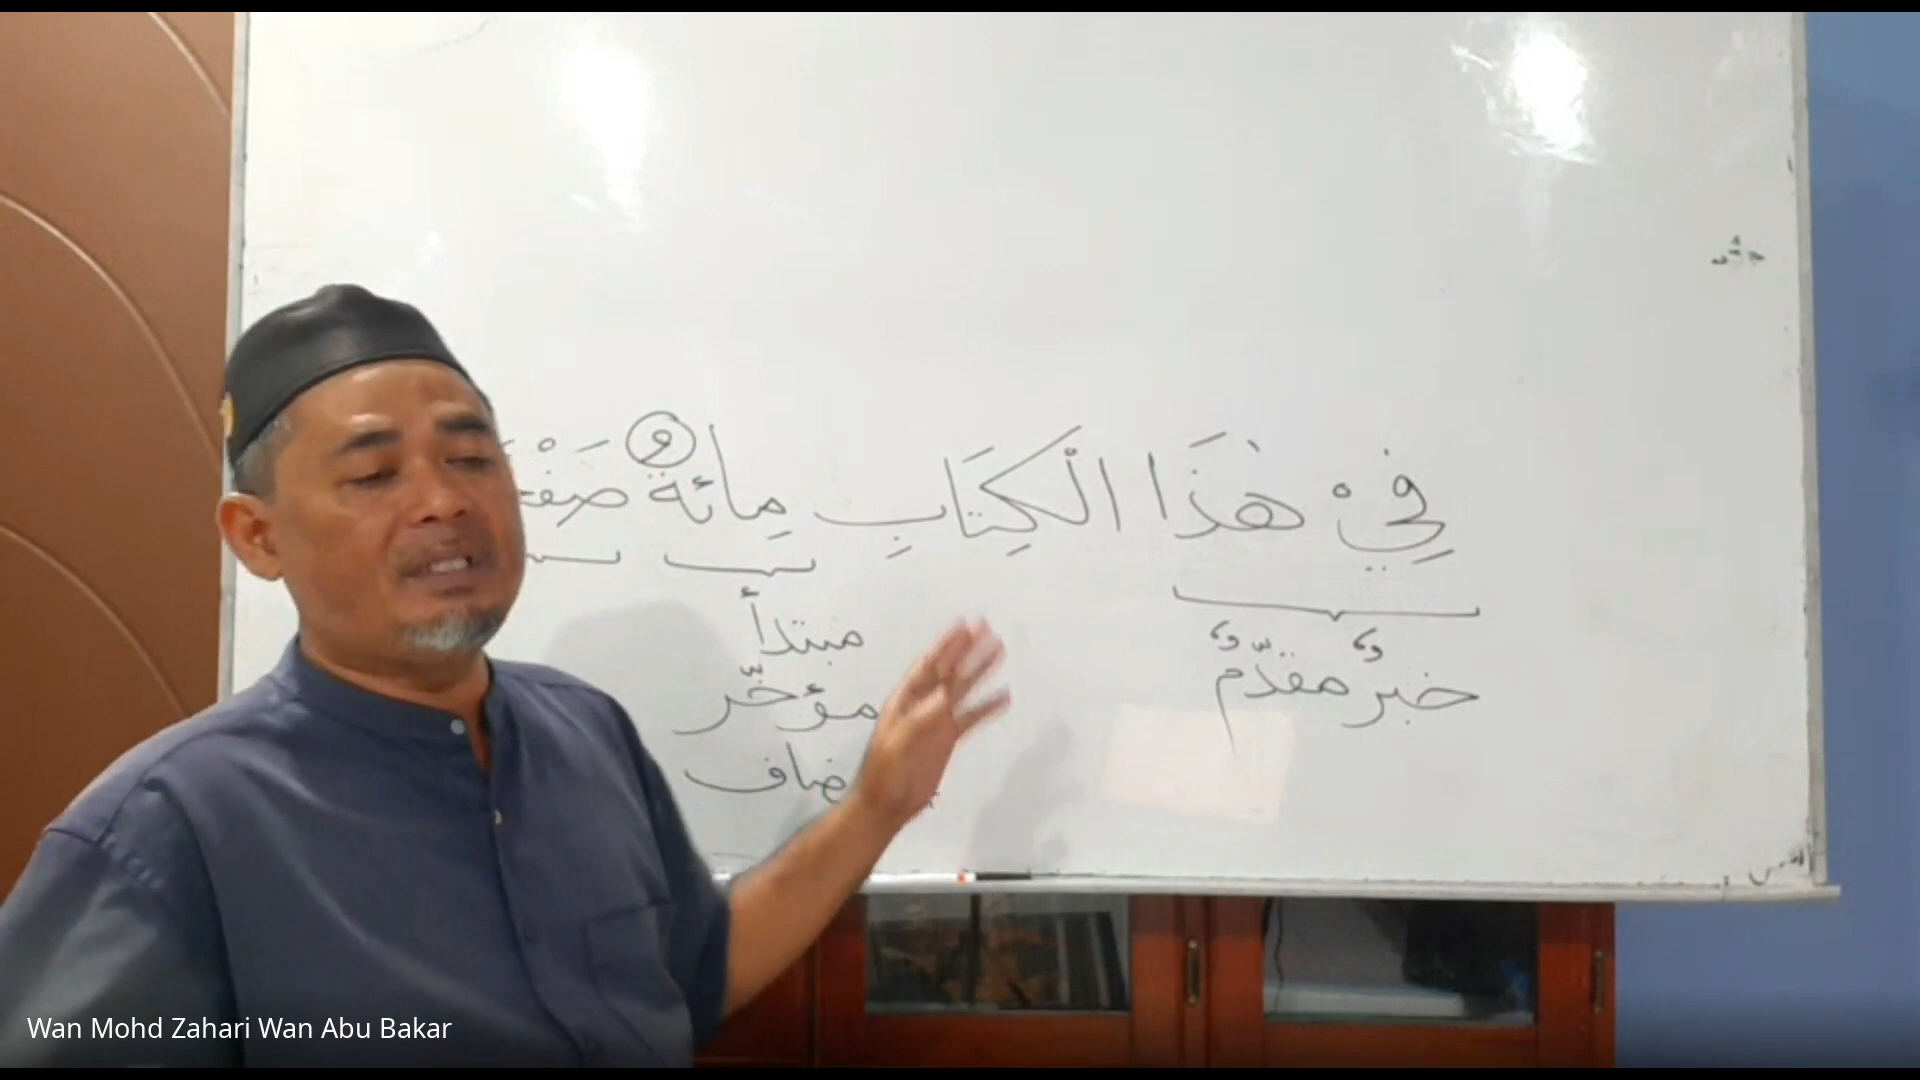 فِيْ هٰذَا الْكِتَابِ مِائَةُ
خبرٌ مقدّمٌ
مبتدأ
مؤخّر
Wan Mohd Zahari Wan Abu Bakar